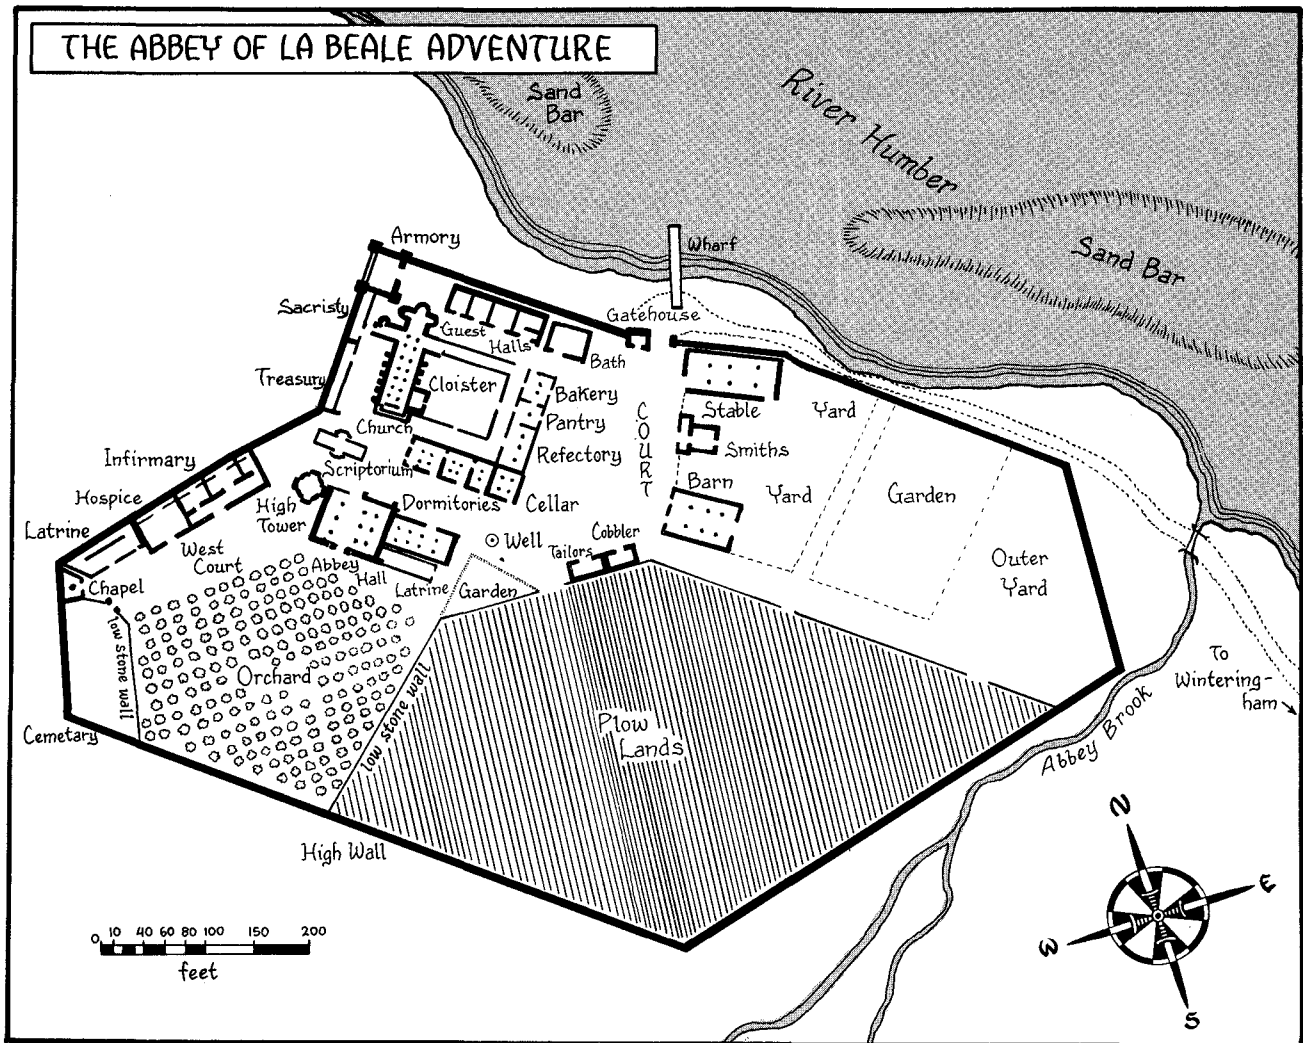 THE ABBEY OF LA BEALE ADVENTURE
Sand
Bar
River Humber
Sand Bar
Wharf
Armory
Sacristy
Gatehouse
Guest
Halls
Bath
Treasury
Cloister
Church
Bakery
Pantry
Refectory
COURT
Stable
Smiths
Barn
Yard
Yard
Garden
Outer
Yard
Infirmary
Hospice
Latrine
Scriptorium
High
Tower
Dormitories
Cellar
West
Court
Chapel
Abbey
Hall
Latrine
Well
Garden
Tailors
Cobbler
low stone wall
Orchard
low stone wall
Plow
Lands
Cemetary
High Wall
To
Wintering-
ham
Abbey Brook
0 10 40 60 80 100 150 200
feet
N
E
W
S